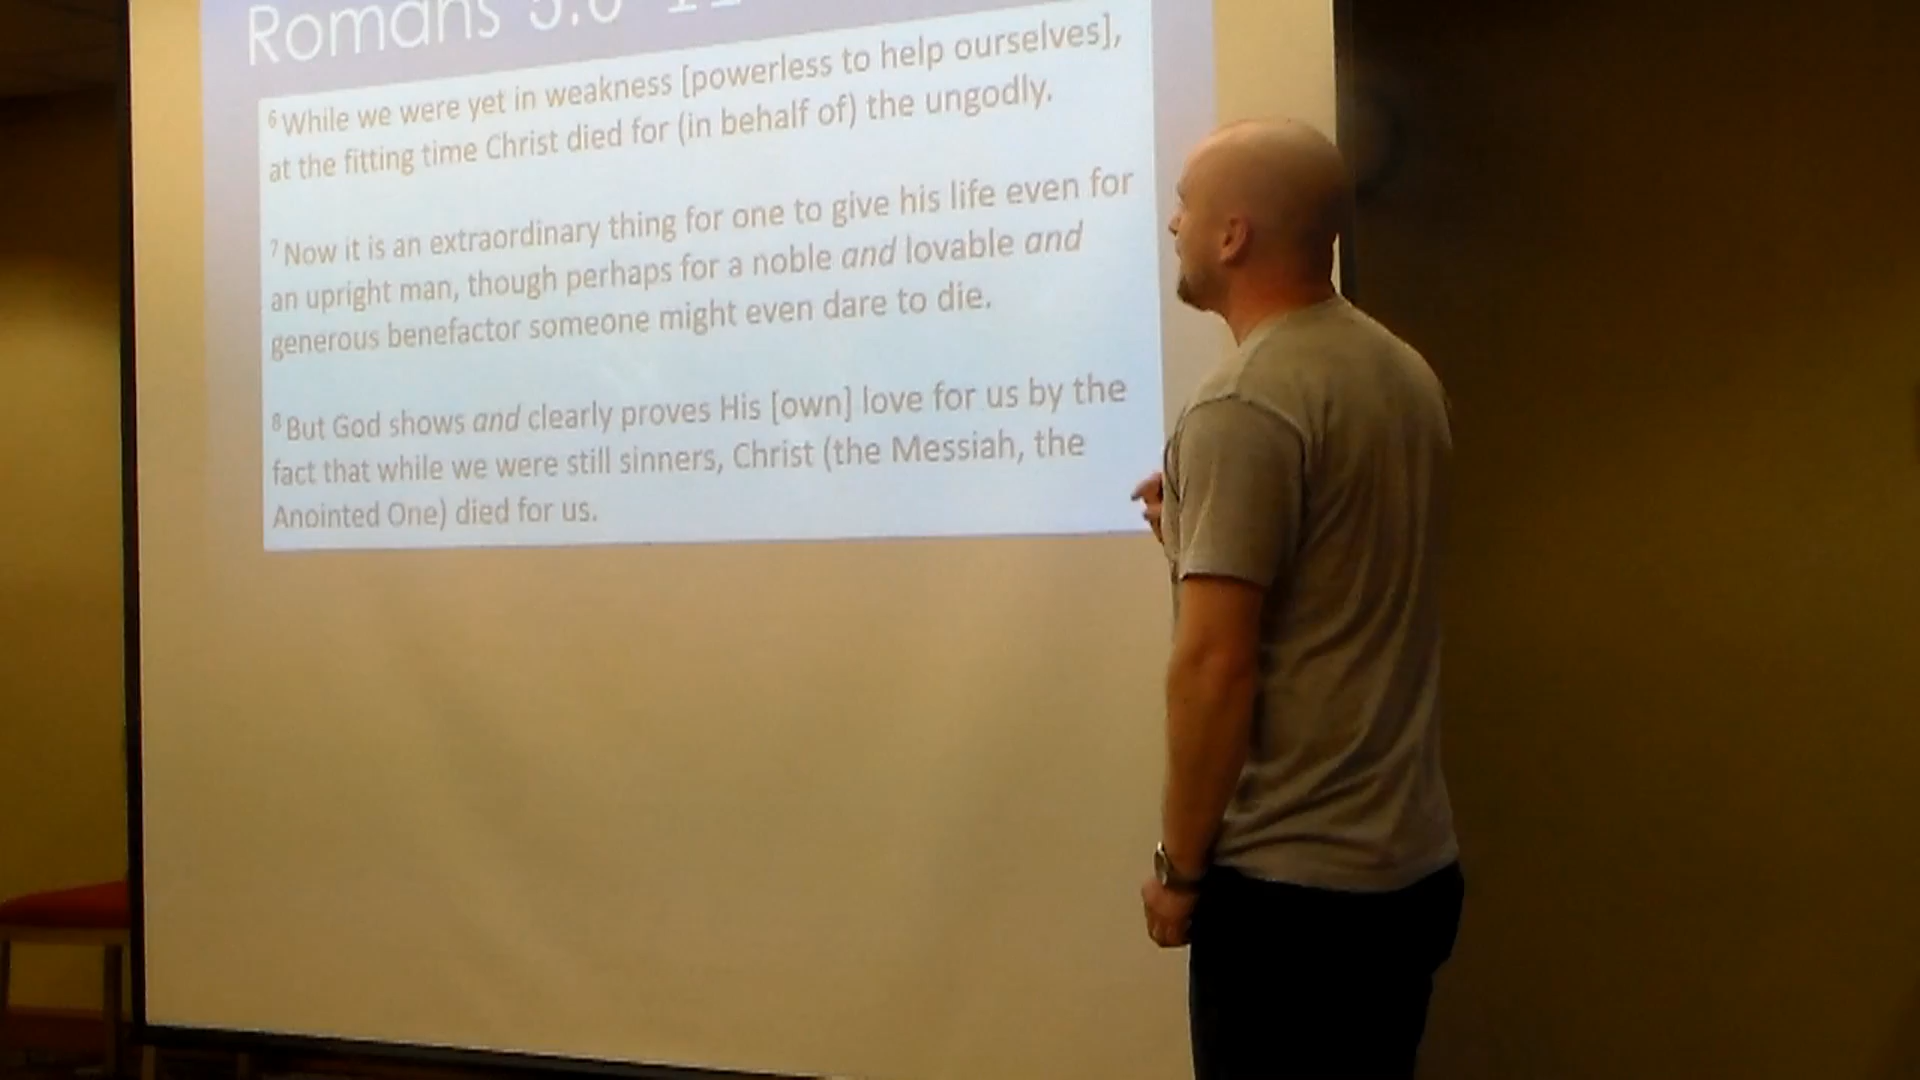 Romans 5:6-11
6 While we were yet in weakness [powerless to help ourselves],
at the fitting time Christ died for (in behalf of) the ungodly.
7 Now it is an extraordinary thing for one to give his life even for
an upright man, though perhaps for a noble and lovable and
generous benefactor someone might even dare to die.
8 But God shows and clearly proves His [own] love for us by the
fact that while we were still sinners, Christ (the Messiah, the
Anointed One) died for us.